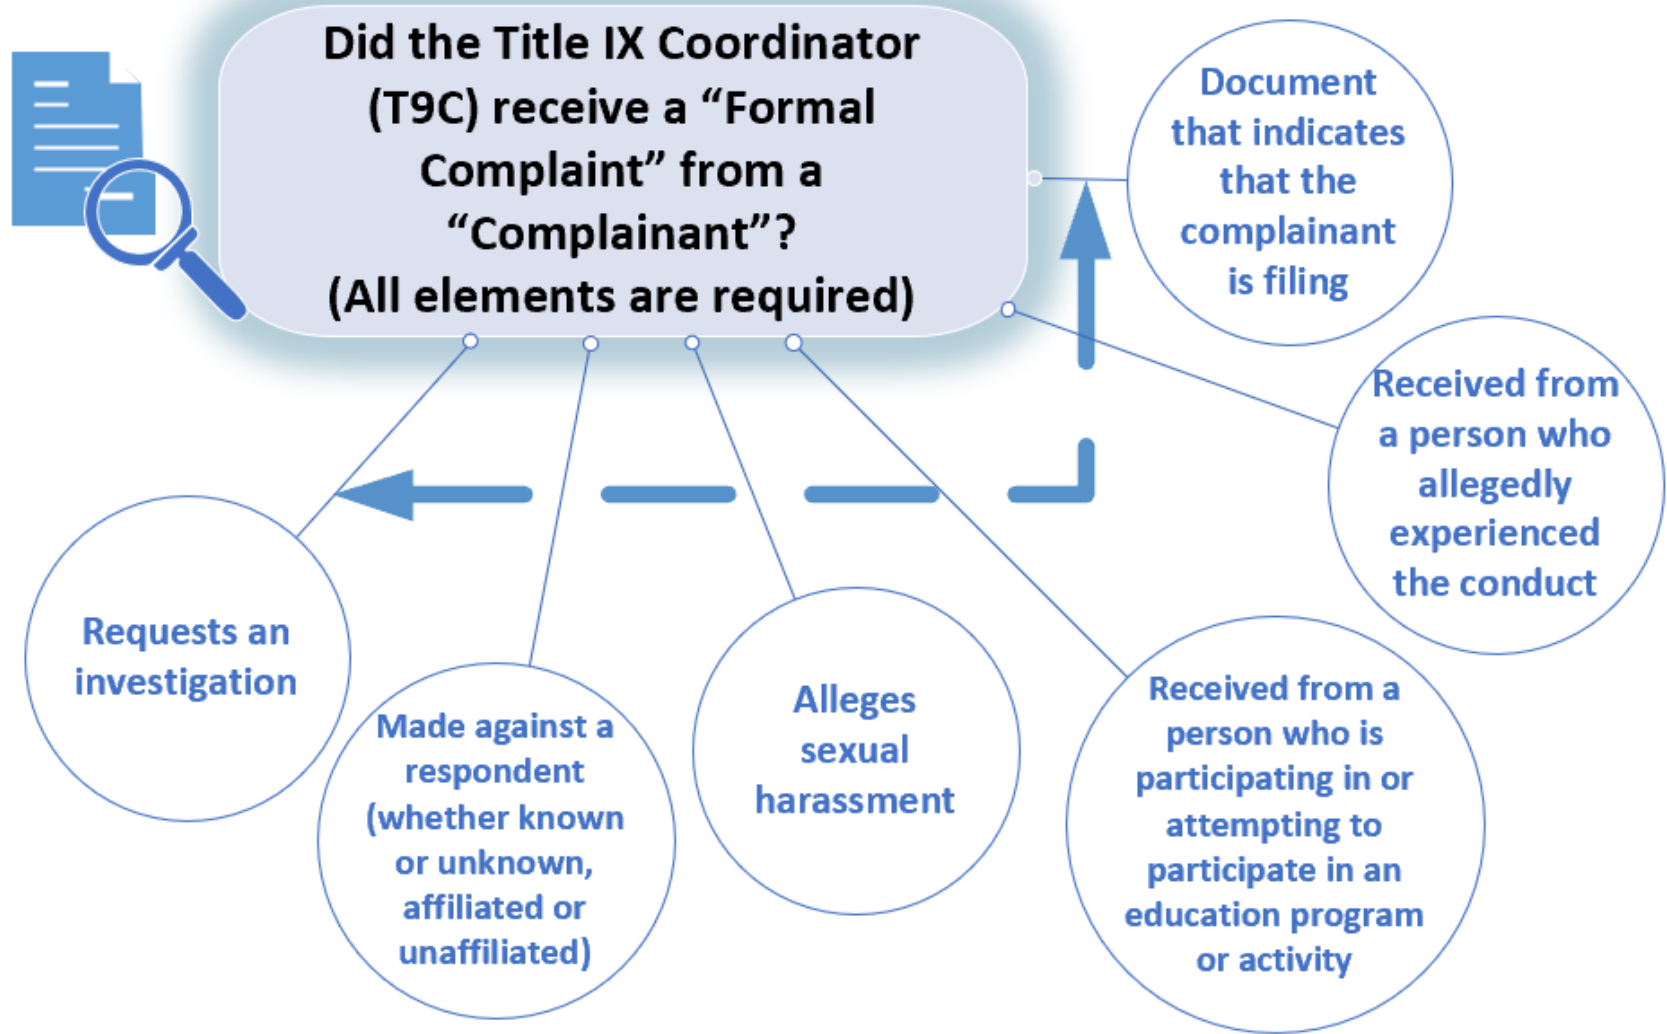 Did the Title IX Coordinator
(T9C) receive a “Formal
Complaint” from a
“Complainant”?
(All elements are required)
Document
that indicates
that the
complainant
is filing
Received from
a person who
allegedly
experienced
the conduct
Received from a
person who is
participating in or
attempting to
participate in an
education program
or activity
Alleges
sexual
harassment
Made against a
respondent
(whether known
or unknown,
affiliated or
unaffiliated)
Requests an
investigation